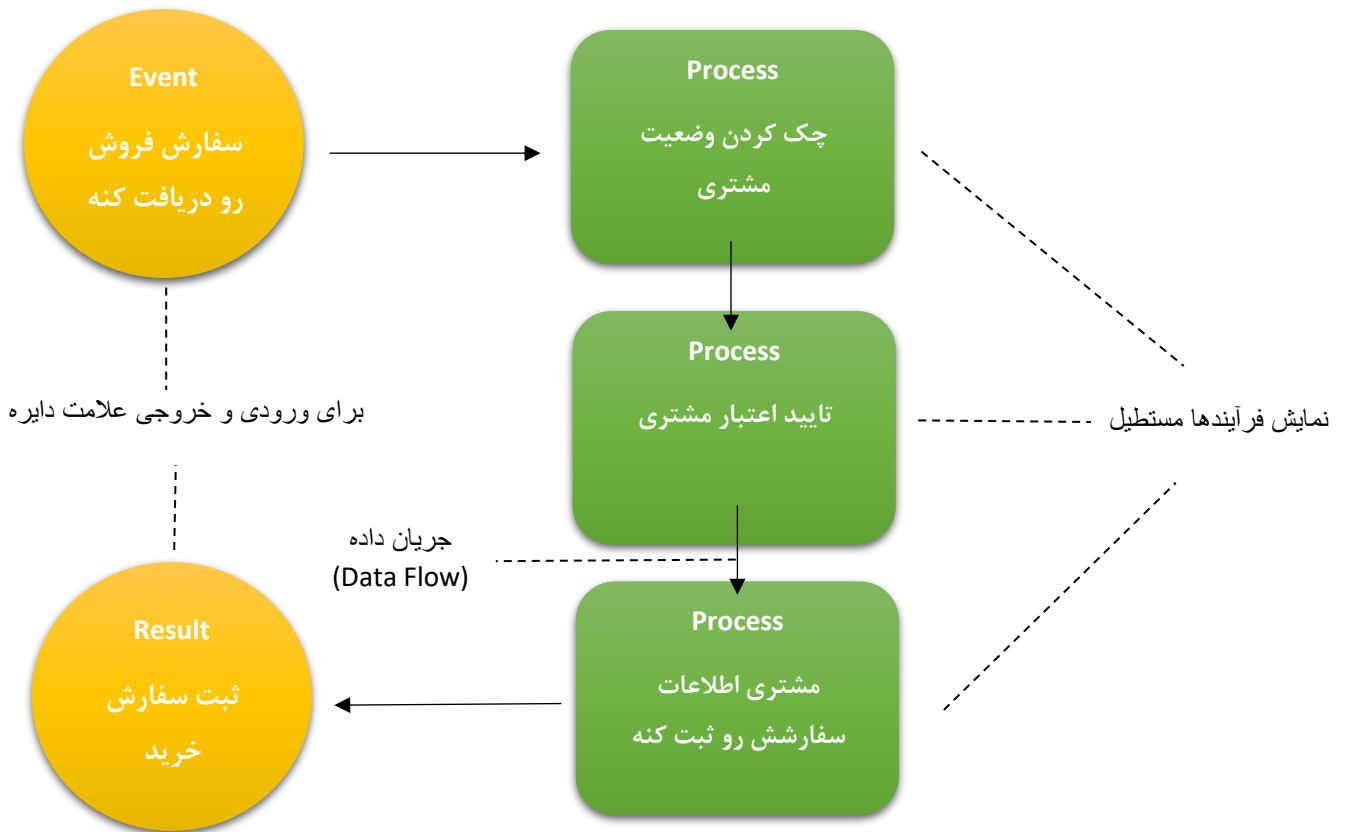 Event
سفارش فروش
رو دریافت کنه
Process
چک کردن وضعیت
مشتری
Process
تایید اعتبار مشتری
برای ورودی و خروجی علامت دایره
نمایش فرآیندها مستطیل
جریان داده
(Data Flow)
Process
مشتری اطلاعات
سفارشش رو ثبت کنه
Result
ثبت سفارش
خرید